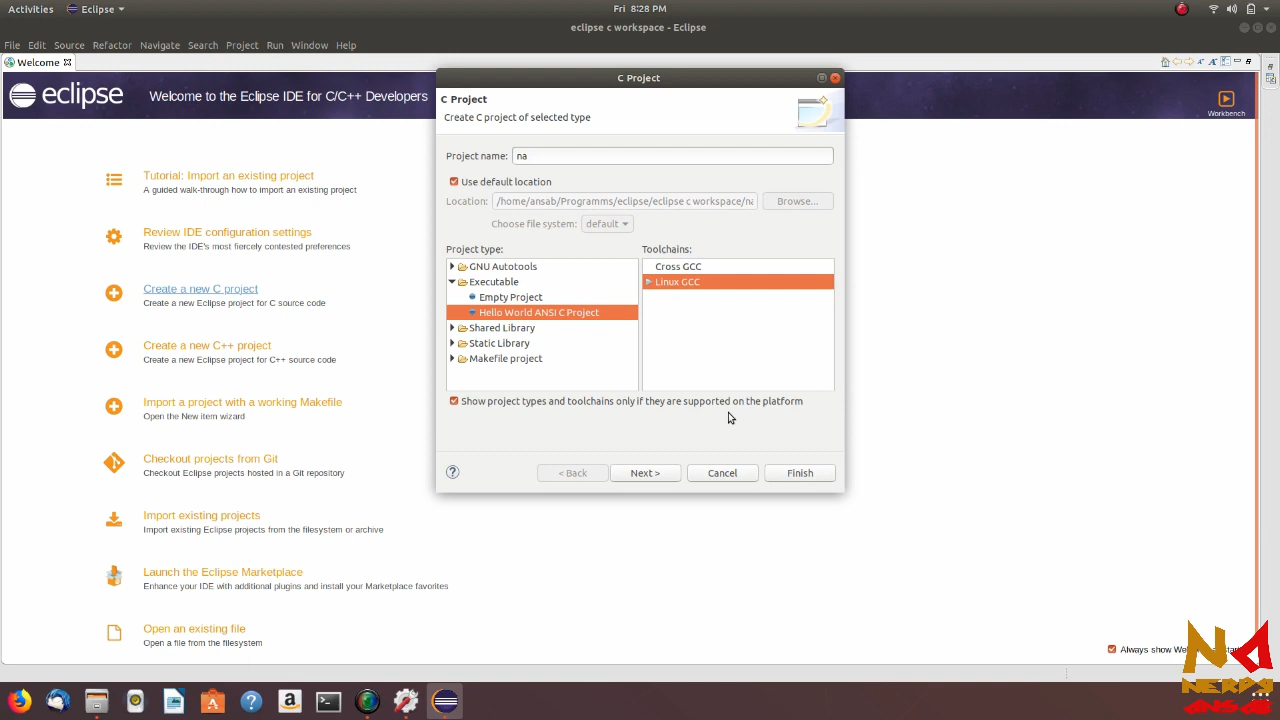 Activities
Eclipse
Fri 8:28 PM
eclipse c workspace - Eclipse
File Edit Source Refactor Navigate Search Project Run Window Help
Welcome
eclipse
Welcome to the Eclipse IDE for C/C++ Developers
Workbench
Tutorial: Import an existing project
A guided walk-through how to import an existing project
Review IDE configuration settings
Review the IDE's most fiercely contested preferences
Create a new C project
Create a new Eclipse project for C source code
Create a new C++ project
Create a new Eclipse project for C++ source code
Import a project with a working Makefile
Open the New item wizard
Checkout projects from Git
Checkout Eclipse projects hosted in a Git repository
Import existing projects
Import existing Eclipse projects from the filesystem or archive
Launch the Eclipse Marketplace
Enhance your IDE with additional plugins and install your Marketplace favorites
Open an existing file
Open a file from the filesystem
C Project
C Project
Create C project of selected type
Project name: na
Use default location
Location: /home/ansab/Programms/eclipse/eclipse c workspace/na
Browse...
Choose file system: default
Project type:
GNU Autotools
Executable
Empty Project
Hello World ANSI C Project
Shared Library
Static Library
Makefile project
Toolchains:
Cross GCC
Linux GCC
Show project types and toolchains only if they are supported on the platform
< Back
Next >
Cancel
Finish
Always show
NERDY